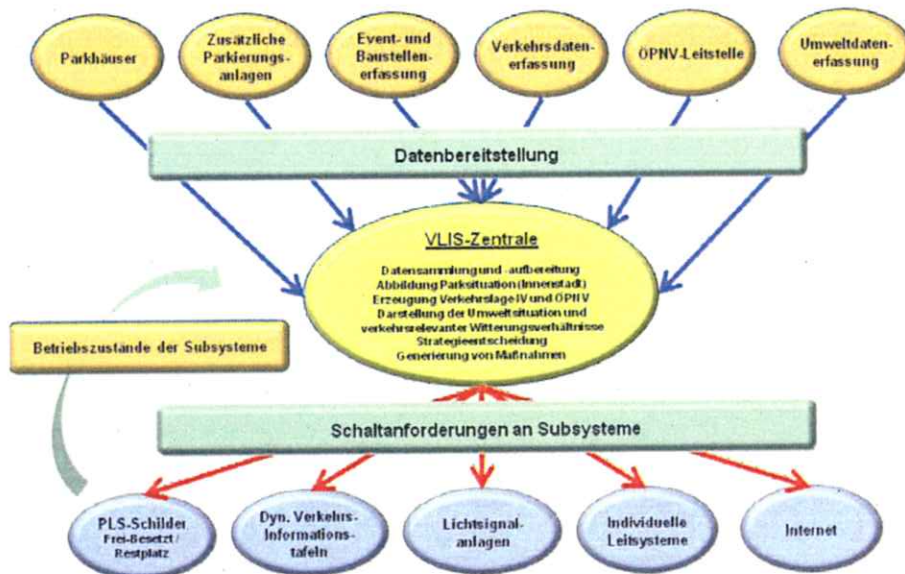 Parkhäuser
Zusätzliche
Parkierungs-
anlagen
Event- und
Baustellen-
erfassung
Verkehrsdaten-
erfassung
ÖPNV-Leitstelle
Umweltdaten-
erfassung
Datenbereitstellung
VLIS-Zentrale
Datensammlung und -aufbereitung
Abbildung Parksituation (Innenstadt)
Erzeugung Verkehrslage IV und ÖPNV
Darstellung der Umweltsituation und
verkehrsrelevanter Witterungsverhältnisse
Strategieentscheidung
Generierung von Maßnahmen
Betriebszustände der Subsysteme
Schaltanforderungen an Subsysteme
PLS-Schilder
Frei-Besetzt /
Restplatz
Dyn. Verkehrs-
Informations-
tafeln
Lichtsignal-
anlagen
Individuelle
Leitsysteme
Internet